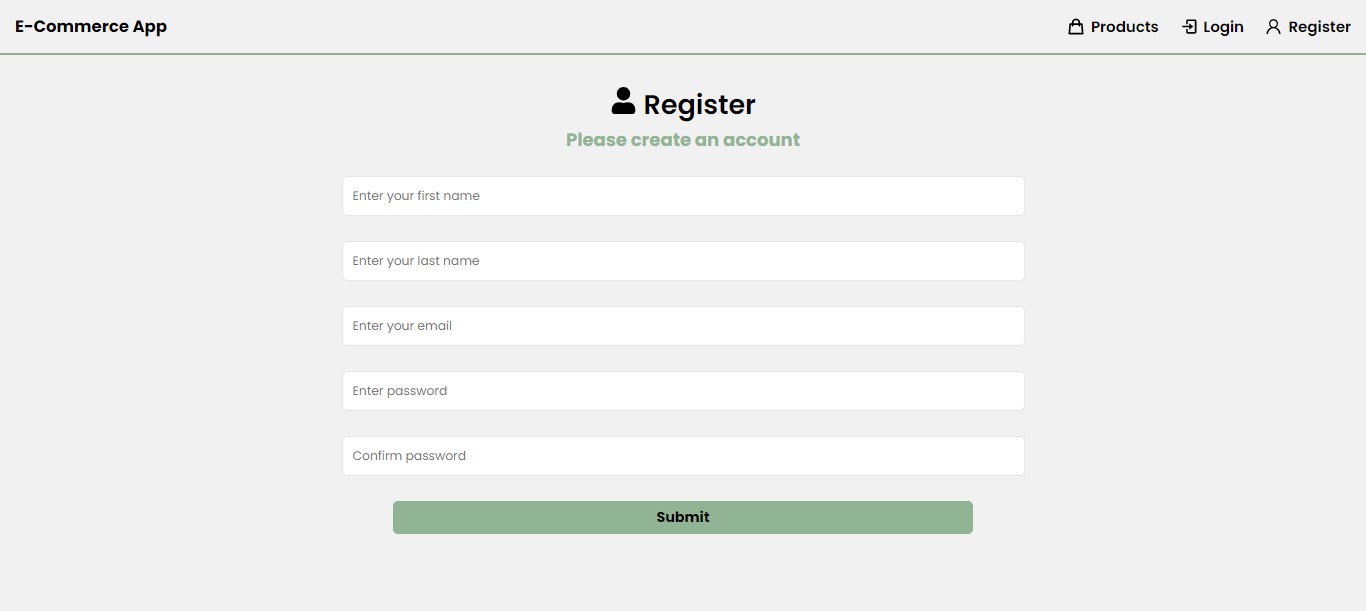 E-Commerce App
Products
Login
Register
Register
Please create an account
Enter your first name
Enter your last name
Enter your email
Enter password
Confirm password
Submit